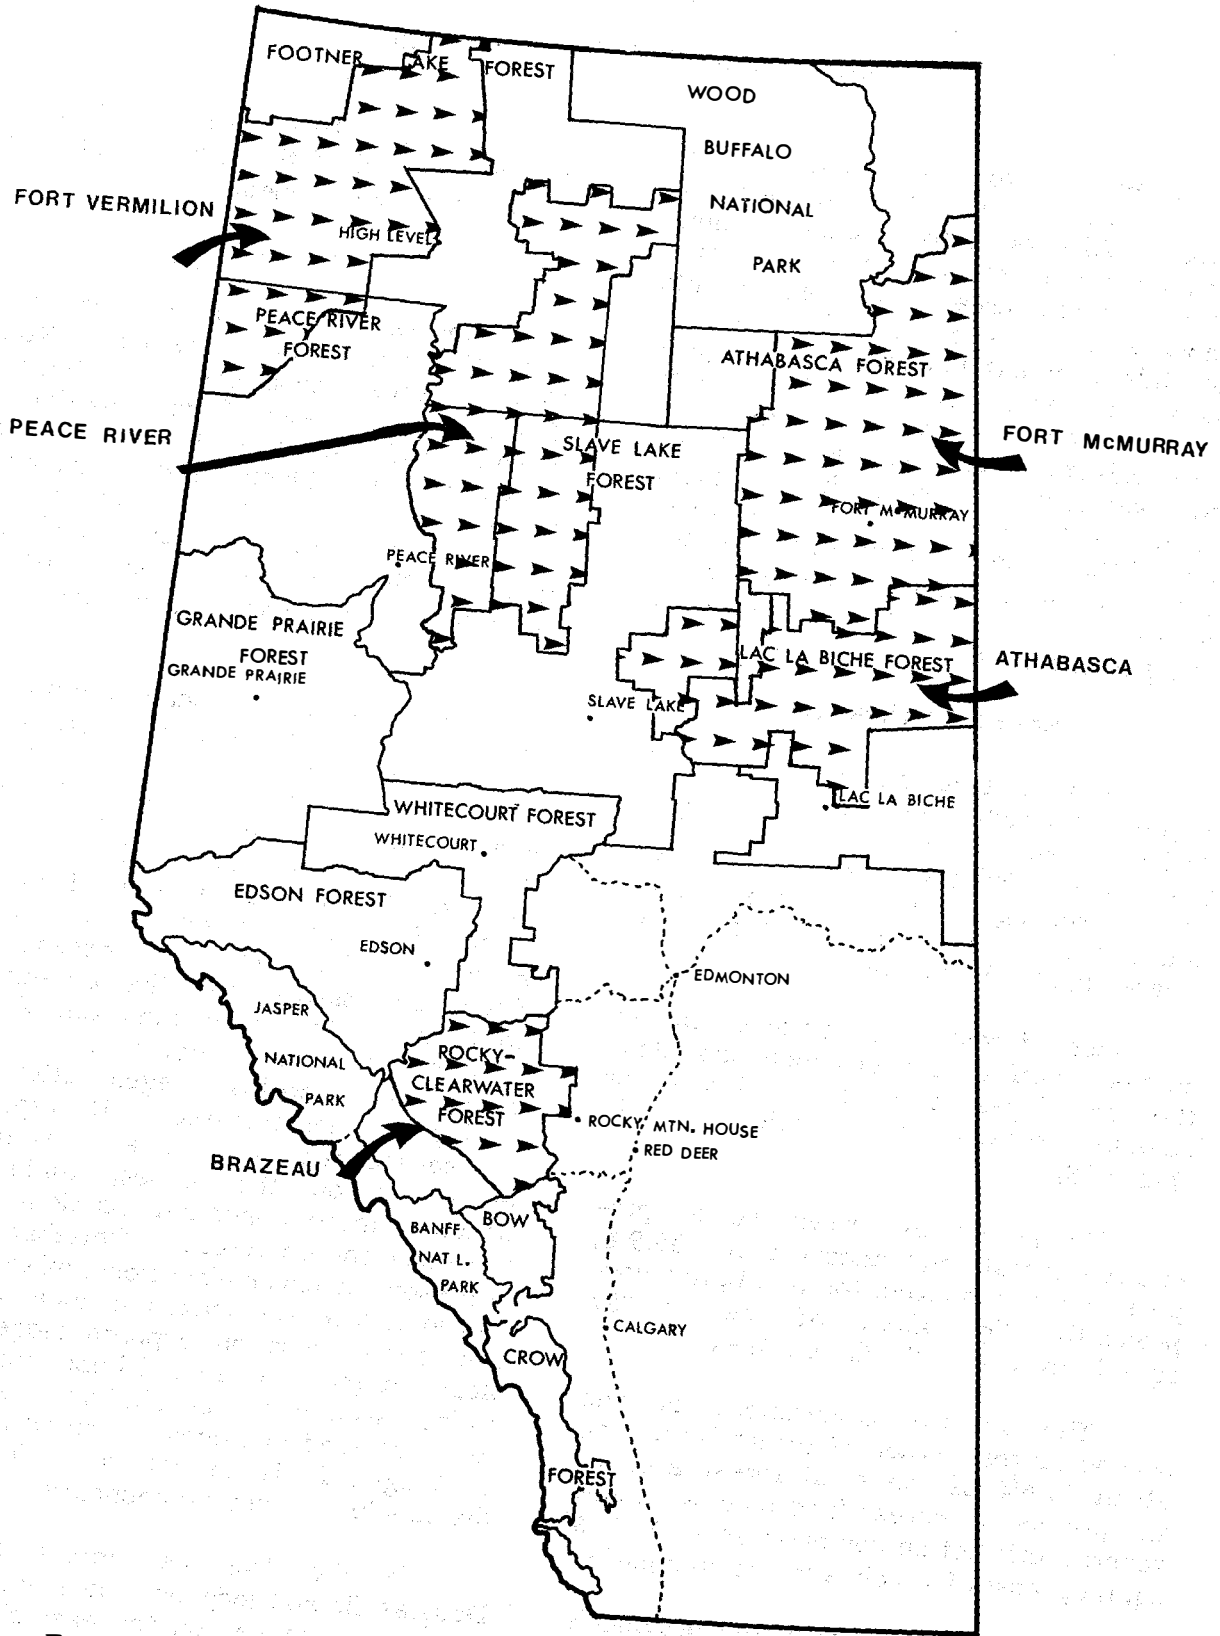 FOOTNER LAKE FOREST
WOOD
BUFFALO
NATIONAL
PARK
FORT VERMILION
HIGH LEVEL
PEACE RIVER
FOREST
ATHABASCA FOREST
PEACE RIVER
SLAVE LAKE
FOREST
FORT McMURRAY
FORT McMURRAY
PEACE RIVER
GRANDE PRAIRIE
FOREST
GRANDE PRAIRIE
LAC LA BICHE FOREST
ATHABASCA
SLAVE LAKE
LAC LA BICHE
WHITECOURT FOREST
WHITECOURT
EDSON FOREST
EDSON
EDMONTON
JASPER
NATIONAL
PARK
ROCKY-
CLEARWATER
FOREST
ROCKY MTN. HOUSE
RED DEER
BRAZEAU
BOW
BANFF
NAT L.
PARK
CALGARY
CROW
FOREST